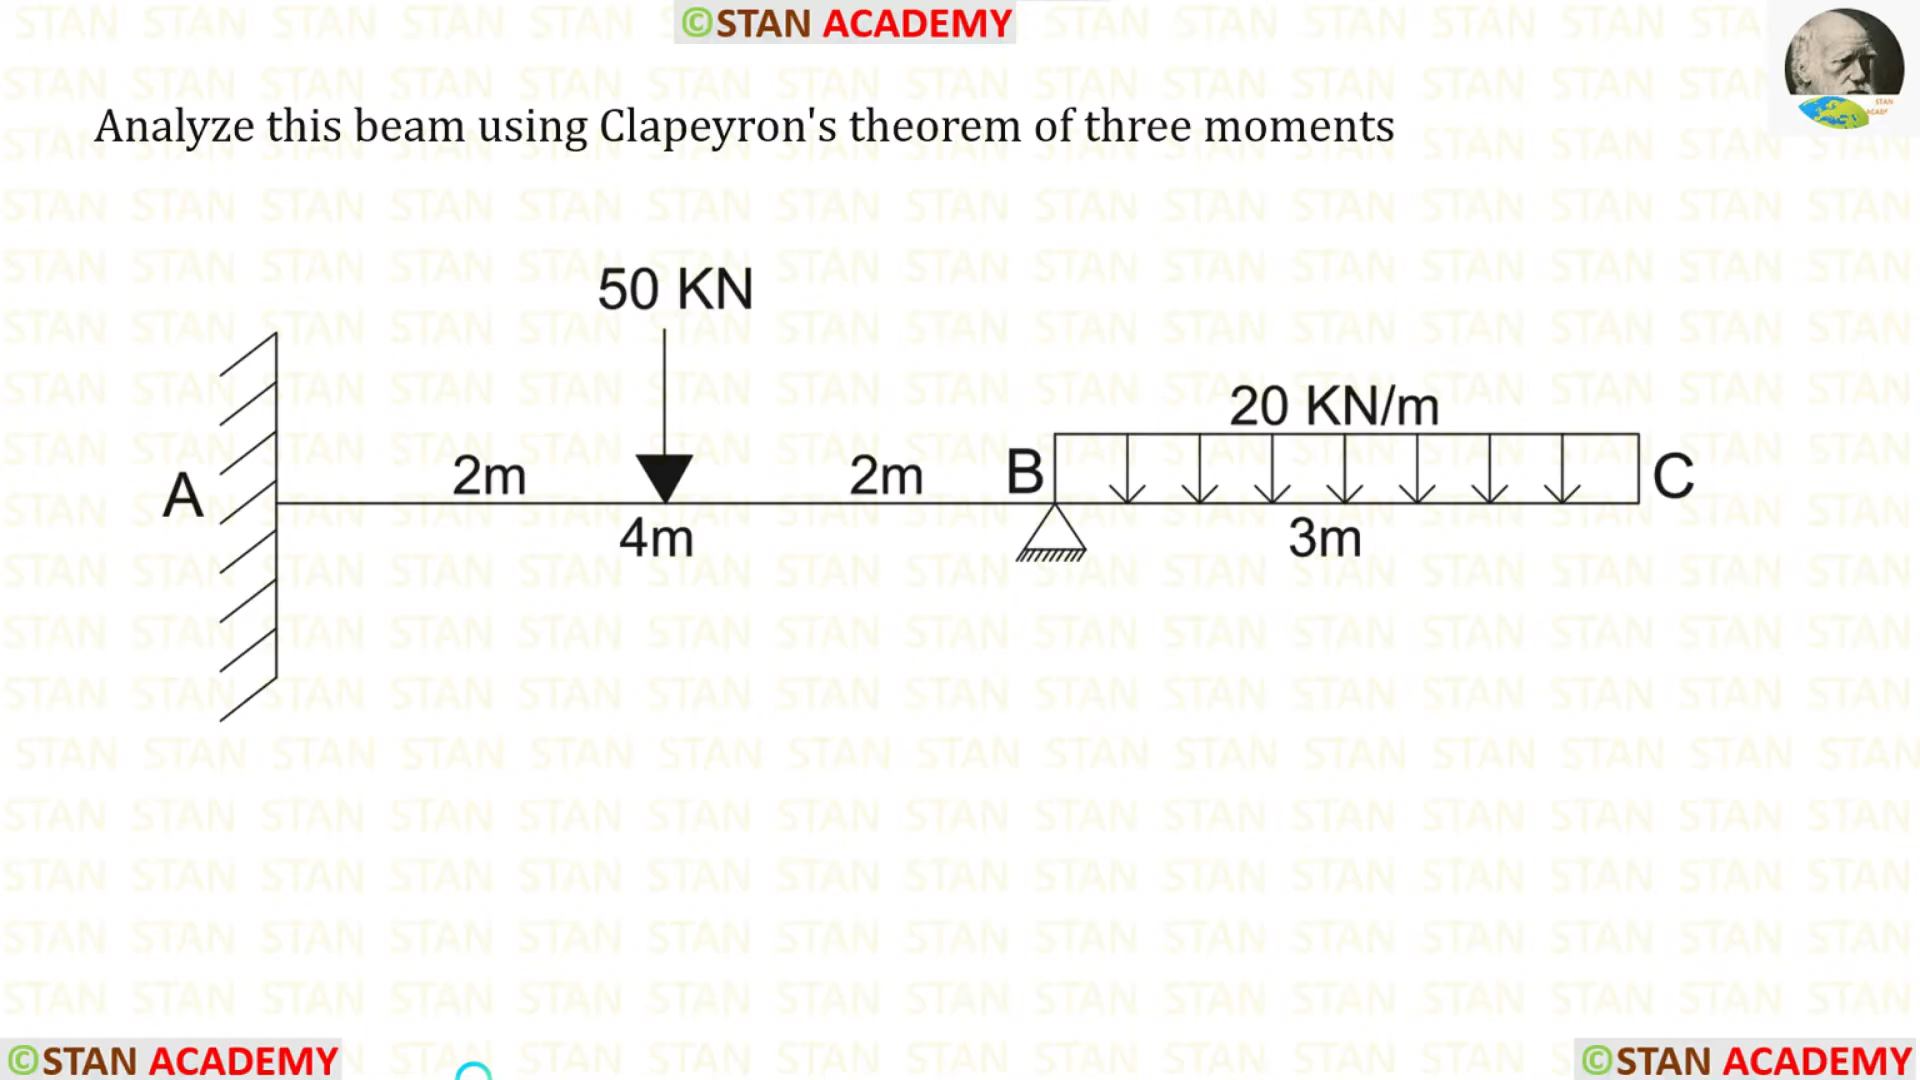 ©STAN ACADEMY
Analyze this beam using Clapeyron's theorem of three moments
50 KN
20 KN/m
A
2m
2m
B
C
4m
3m
©STAN ACADEMY
©STAN ACADEMY